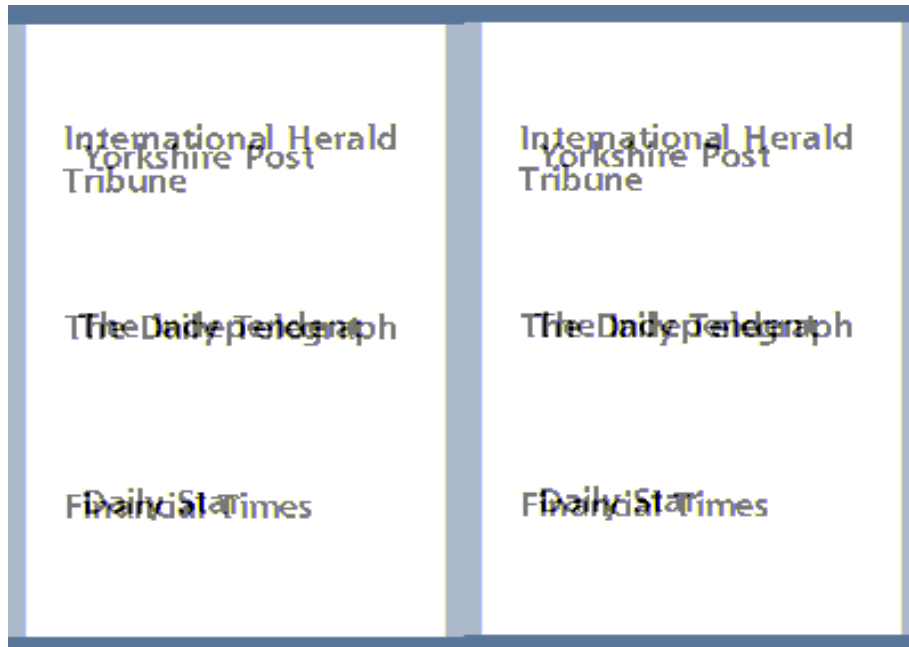 International Herald
Yorkshire Post
Tribune
The Independent
The Daily Telegraph
Daily Star
Financial Times
International Herald
Yorkshire Post
Tribune
The Independent
The Daily Telegraph
Daily Star
Financial Times